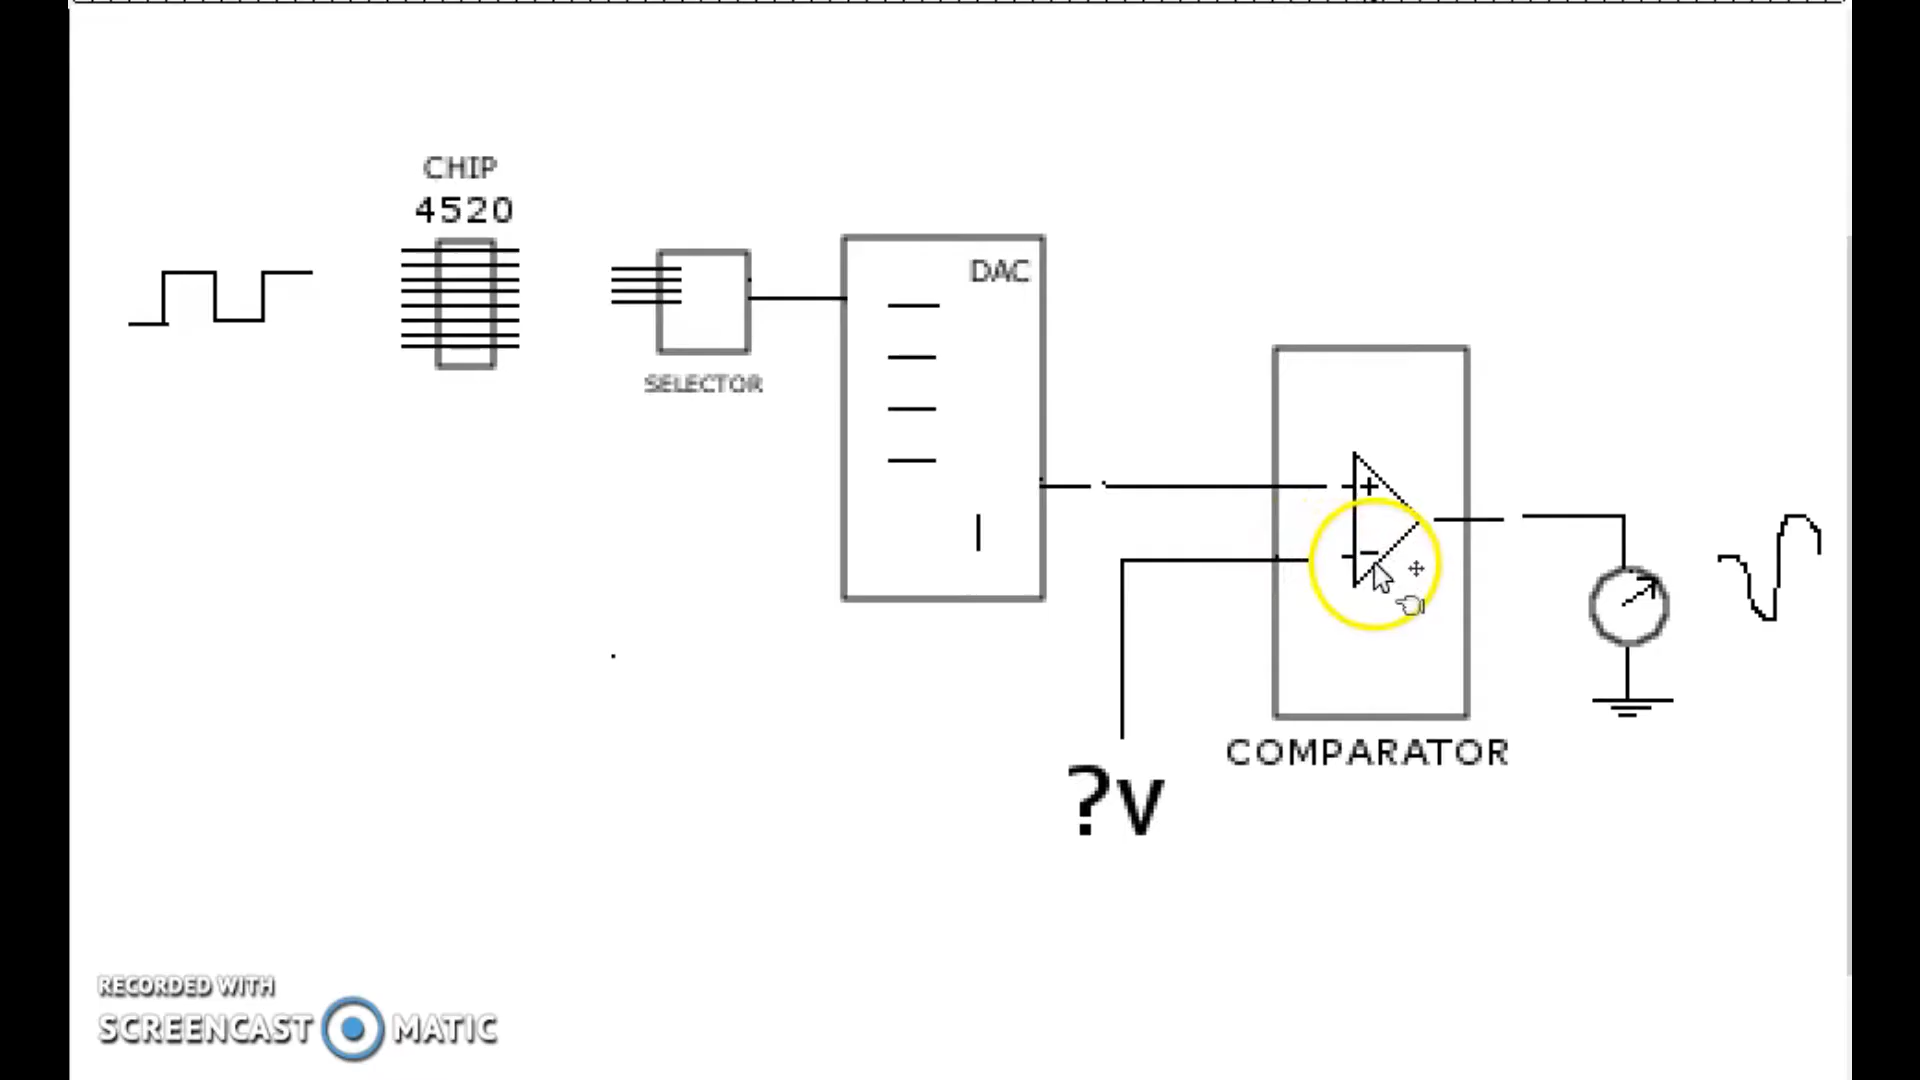 CHIP
4520
DAC
SELECTOR
+
−
COMPARATOR
?v
RECORDED WITH
SCREENCAST MATIC